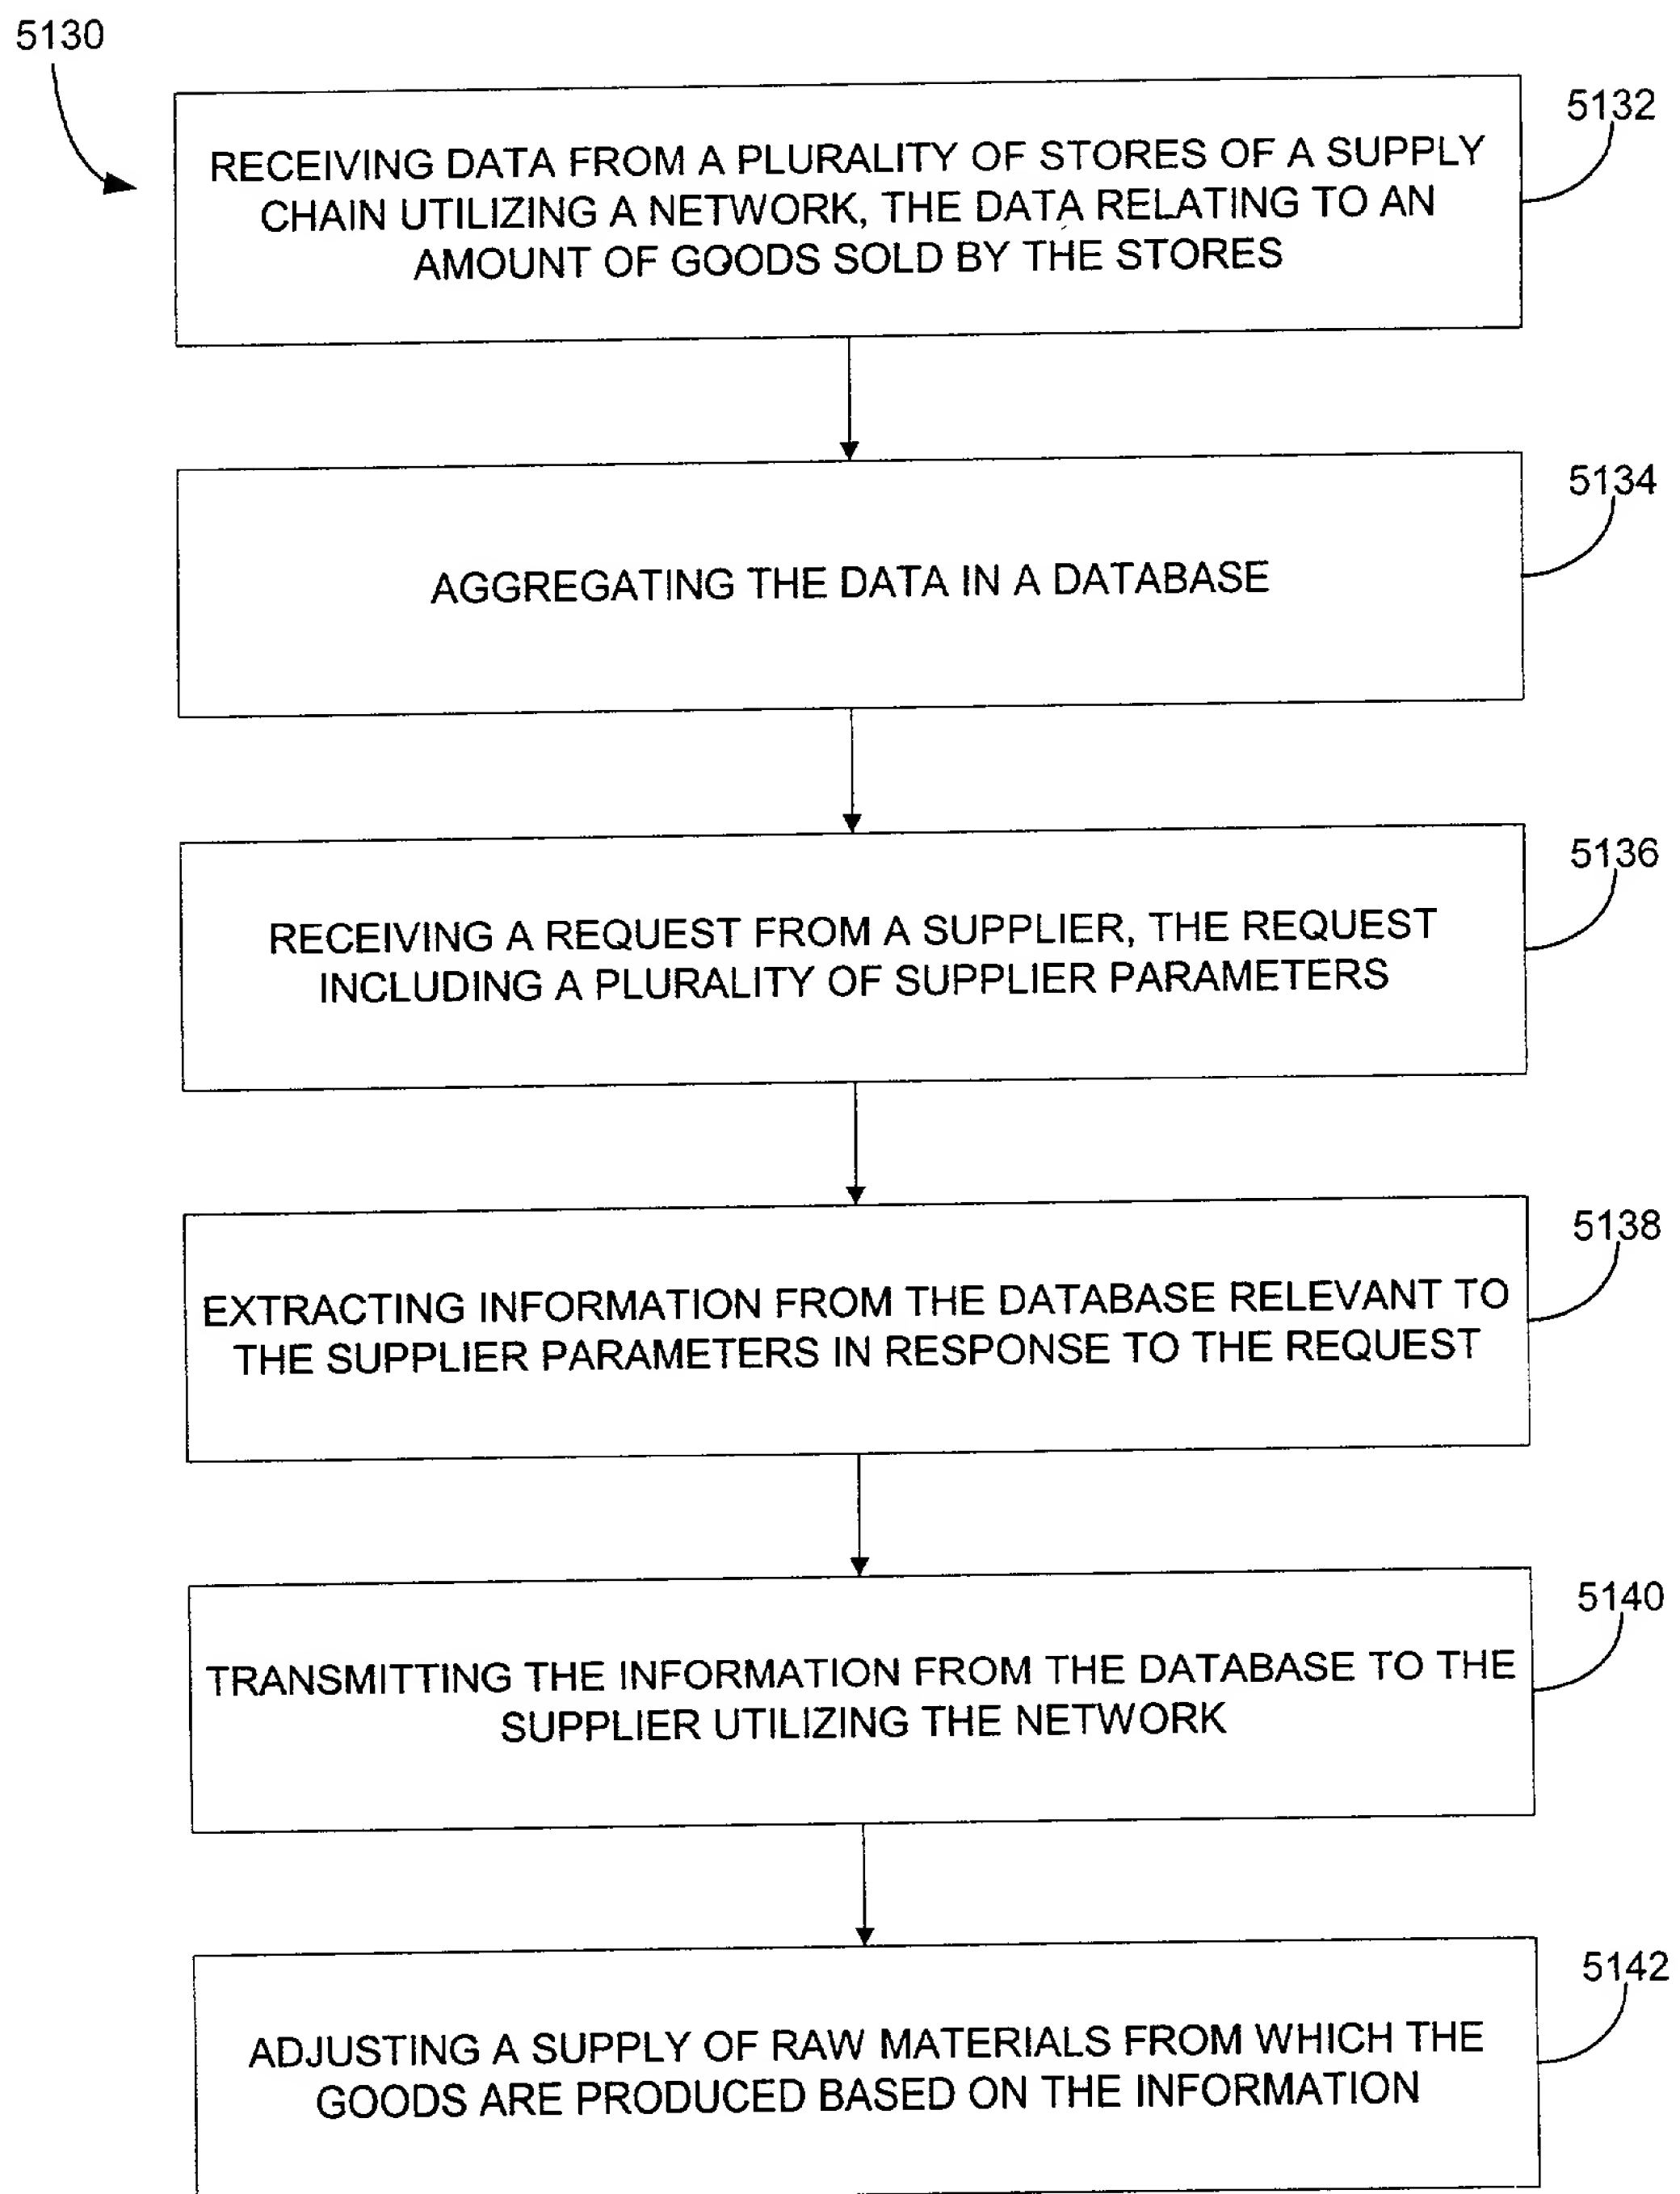 5130
5132
RECEIVING DATA FROM A PLURALITY OF STORES OF A SUPPLY
CHAIN UTILIZING A NETWORK, THE DATA RELATING TO AN
AMOUNT OF GOODS SOLD BY THE STORES
5134
AGGREGATING THE DATA IN A DATABASE
5136
RECEIVING A REQUEST FROM A SUPPLIER, THE REQUEST
INCLUDING A PLURALITY OF SUPPLIER PARAMETERS
5138
EXTRACTING INFORMATION FROM THE DATABASE RELEVANT TO
THE SUPPLIER PARAMETERS IN RESPONSE TO THE REQUEST
5140
TRANSMITTING THE INFORMATION FROM THE DATABASE TO THE
SUPPLIER UTILIZING THE NETWORK
5142
ADJUSTING A SUPPLY OF RAW MATERIALS FROM WHICH THE
GOODS ARE PRODUCED BASED ON THE INFORMATION